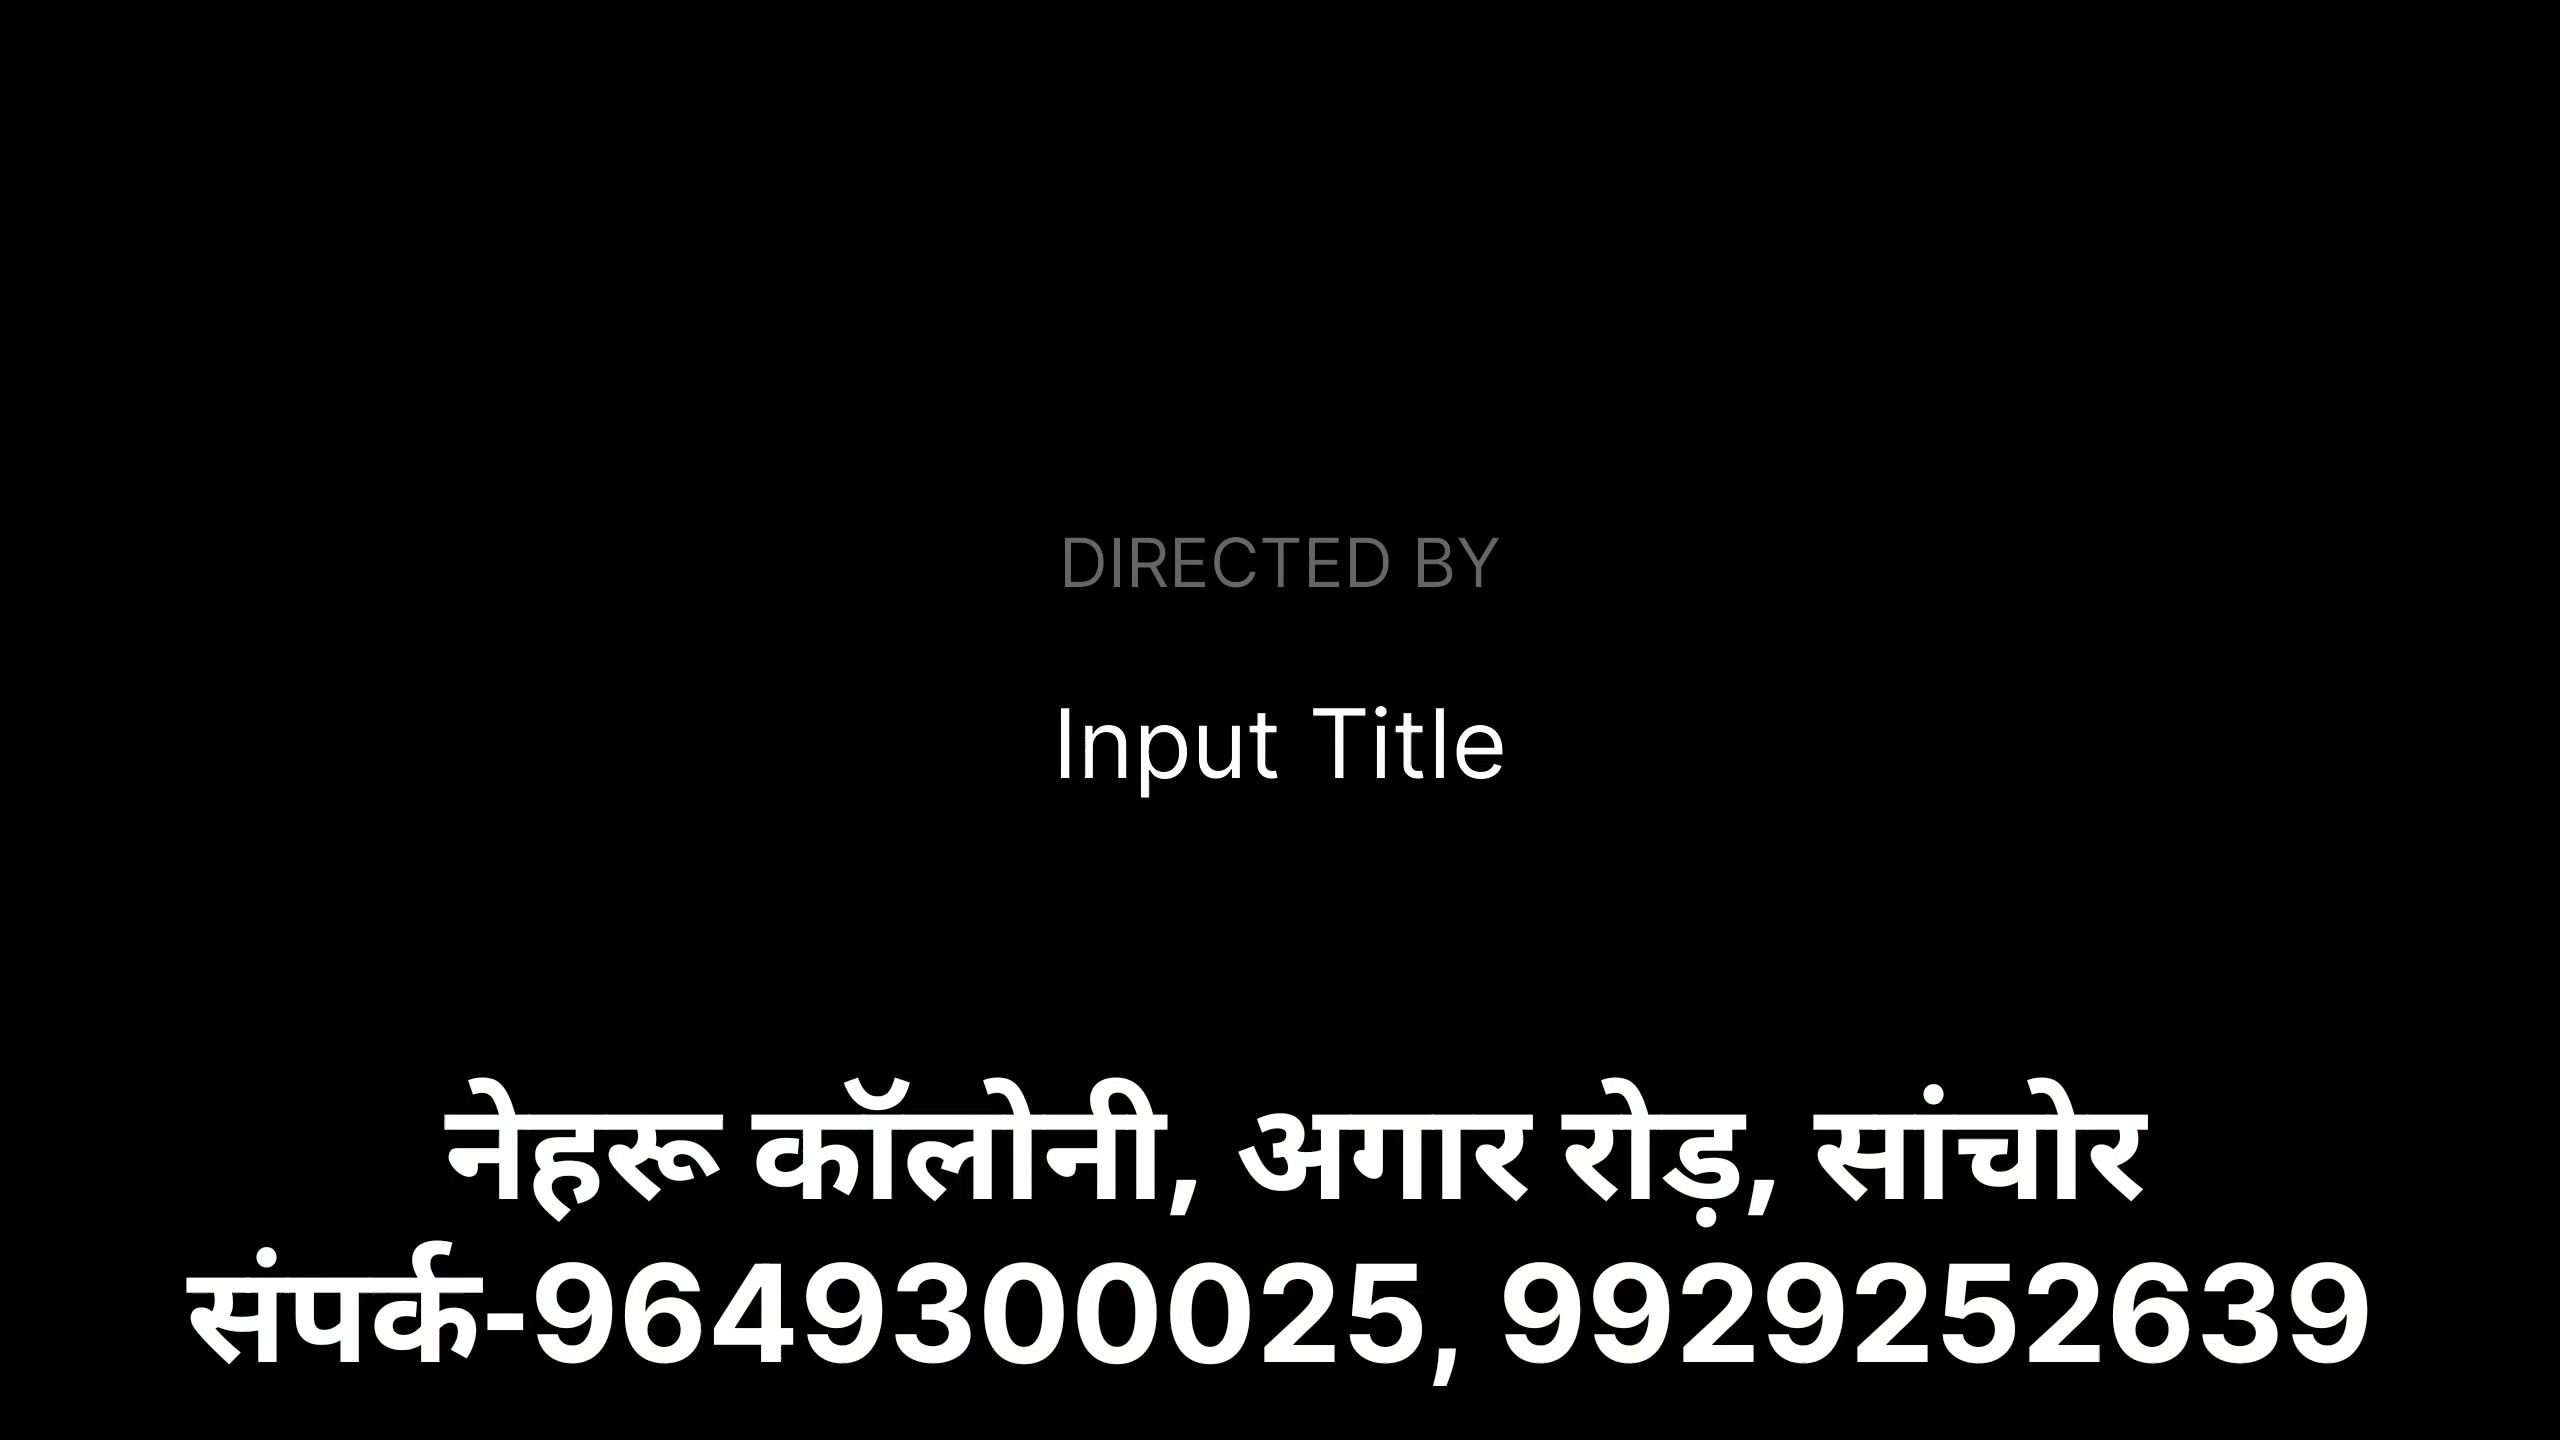 DIRECTED BY
Input Title
नेहरू कॉलोनी, अगार रोड़, सांचोर
संपर्क-9649300025, 9929252639